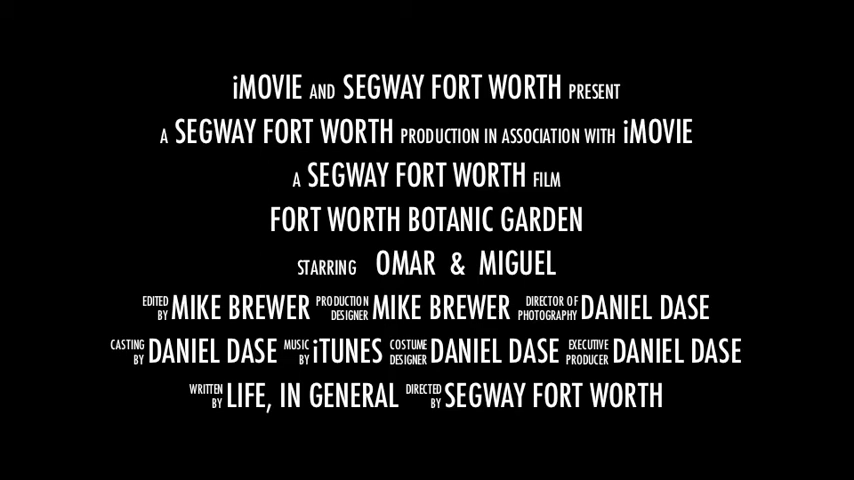 iMOVIE AND SEGWAY FORT WORTH PRESENT
A SEGWAY FORT WORTH PRODUCTION IN ASSOCIATION WITH iMOVIE
A SEGWAY FORT WORTH FILM
FORT WORTH BOTANIC GARDEN
STARRING OMAR & MIGUEL
EDITED BY MIKE BREWER PRODUCTION DESIGNER MIKE BREWER DIRECTOR OF PHOTOGRAPHY DANIEL DASE
CASTING BY DANIEL DASE MUSIC BY iTUNES COSTUME DESIGNER DANIEL DASE EXECUTIVE PRODUCER DANIEL DASE
WRITTEN BY LIFE, IN GENERAL DIRECTED BY SEGWAY FORT WORTH